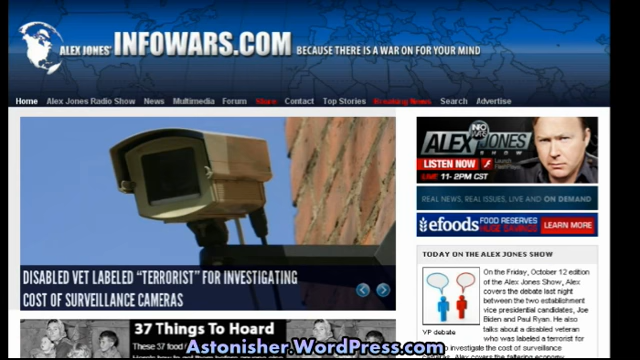 ALEX JONES' INFOWARS.COM BECAUSE THERE IS A WAR ON FOR YOUR MIND
Home Alex Jones Radio Show News Multimedia Forum Store Contact Top Stories Breaking News Search Advertise
ALEX JONES
SHOW
LISTEN NOW
LIVE 11-2PM CST
REAL NEWS, REAL ISSUES, LIVE AND ON DEMAND
efoods FOOD RESERVES
HUGE SAVINGS
LEARN MORE
DISABLED VET LABELED “TERRORIST” FOR INVESTIGATING
COST OF SURVEILLANCE CAMERAS
TODAY ON THE ALEX JONES SHOW
On the Friday, October 12 edition
of the Alex Jones Show, Alex
covers the debate last night
between the two establishment
vice presidential candidates, Joe
Biden and Paul Ryan. He also
talks about a disabled veteran
who was labeled a terrorist for
VP debate
investigate the cost of surveillance
37 Things To Hoard
These 37 food
Astonisher.WordPress.com